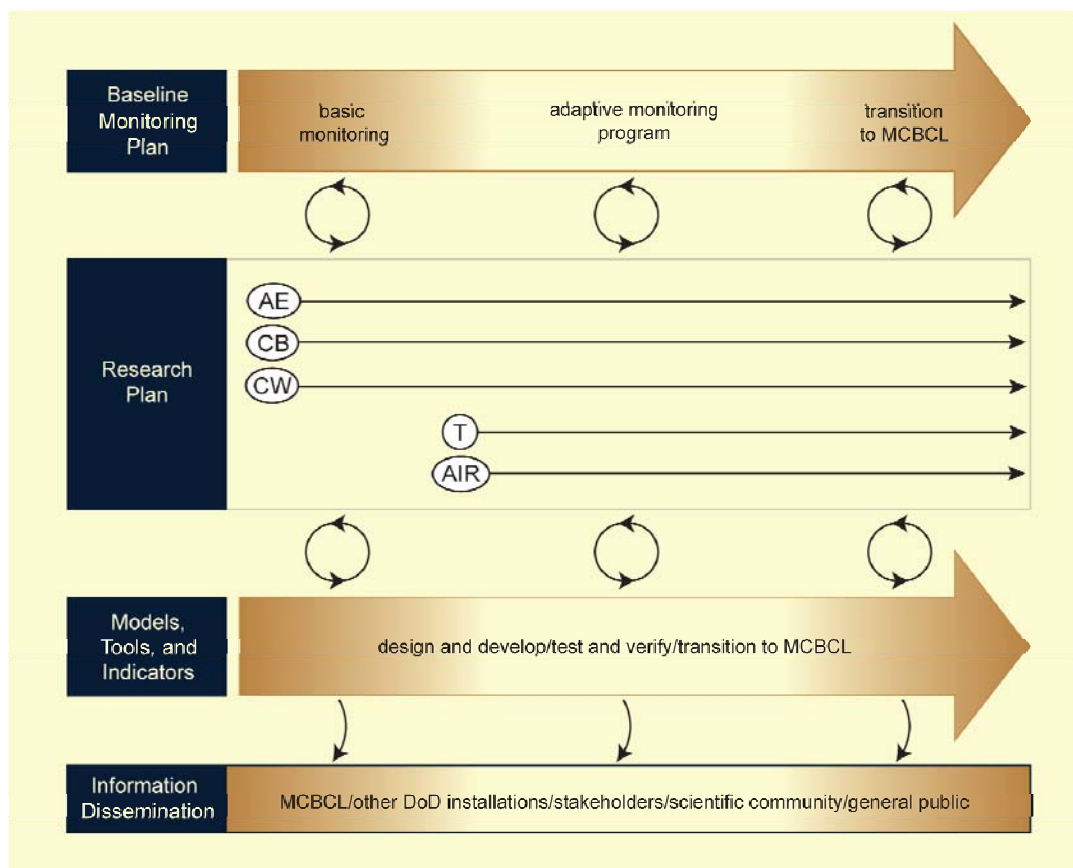 Baseline
Monitoring
Plan
basic
monitoring
adaptive monitoring
program
transition
to MCBCL
Research
Plan
AE
CB
CW
T
AIR
Models,
Tools, and
Indicators
design and develop/test and verify/transition to MCBCL
Information
Dissemination
MCBCL/other DoD installations/stakeholders/scientific community/general public